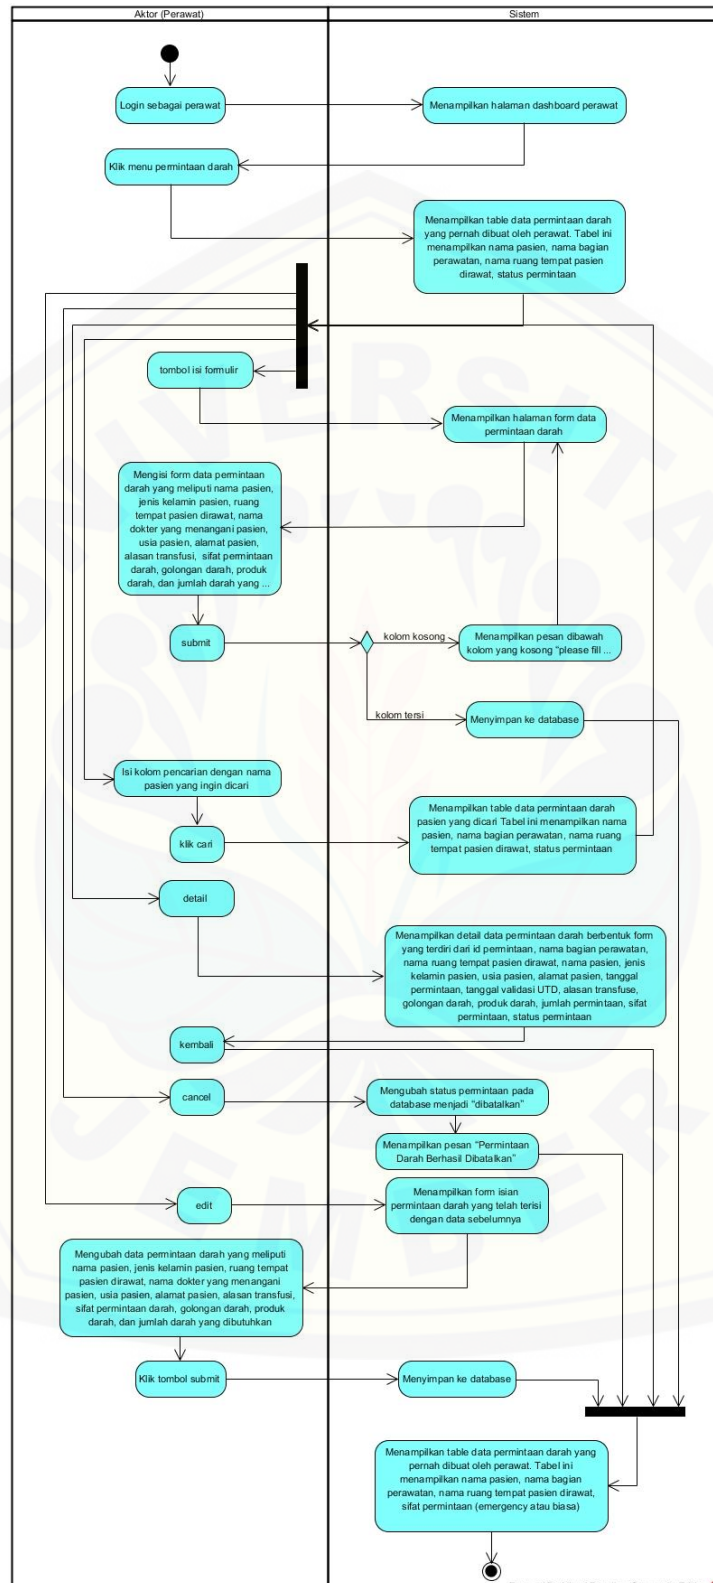 Aktor (Perawat)
Sistem
Login sebagai perawat
Menampilkan halaman dashboard perawat
Klik menu permintaan darah
Menampilkan table data permintaan darah
yang pernah dibuat oleh perawat. Tabel ini
menampilkan nama pasien, nama bagian
perawatan, nama ruang tempat pasien
dirawat, status permintaan
tombol isi formulir
Menampilkan halaman form data
permintaan darah
Mengisi form data permintaan
darah yang meliputi nama pasien,
jenis kelamin pasien, ruang
tempat pasien dirawat, nama
dokter yang menangani pasien,
usia pasien, alamat pasien,
alasan transfusi, sifat permintaan
darah, golongan darah, produk
darah, dan jumlah darah yang ...
submit
kolom kosong
Menampilkan pesan dibawah
kolom yang kosong "please fill ...
kolom tersi
Menyimpan ke database
Isi kolom pencarian dengan nama
pasien yang ingin dicari
klik cari
Menampilkan table data permintaan darah
pasien yang dicari Tabel ini menampilkan nama
pasien, nama bagian perawatan, nama ruang
tempat pasien dirawat, status permintaan
detail
Menampilkan detail data permintaan darah berbentuk form
yang terdiri dari id permintaan, nama bagian perawatan,
nama ruang tempat pasien dirawat, nama pasien, jenis
kelamin pasien, usia pasien, alamat pasien, tanggal
permintaan, tanggal validasi UTD, alasan transfuse,
golongan darah, produk darah, jumlah permintaan, sifat
permintaan, status permintaan
kembali
cancel
Mengubah status permintaan pada
database menjadi "dibatalkan"
Menampilkan pesan "Permintaan
Darah Berhasil Dibatalkan"
edit
Menampilkan form isian
permintaan darah yang telah terisi
dengan data sebelumnya
Mengubah data permintaan darah yang meliputi
nama pasien, jenis kelamin pasien, ruang tempat
pasien dirawat, nama dokter yang menangani
pasien, usia pasien, alamat pasien, alasan transfusi,
sifat permintaan darah, golongan darah, produk
darah, dan jumlah darah yang dibutuhkan
Klik tombol submit
Menyimpan ke database
Menampilkan table data permintaan darah yang
pernah dibuat oleh perawat. Tabel ini
menampilkan nama pasien, nama bagian
perawatan, nama ruang tempat pasien dirawat,
sifat permintaan (emergency atau biasa)
UNIVERSITAS
JEMBER